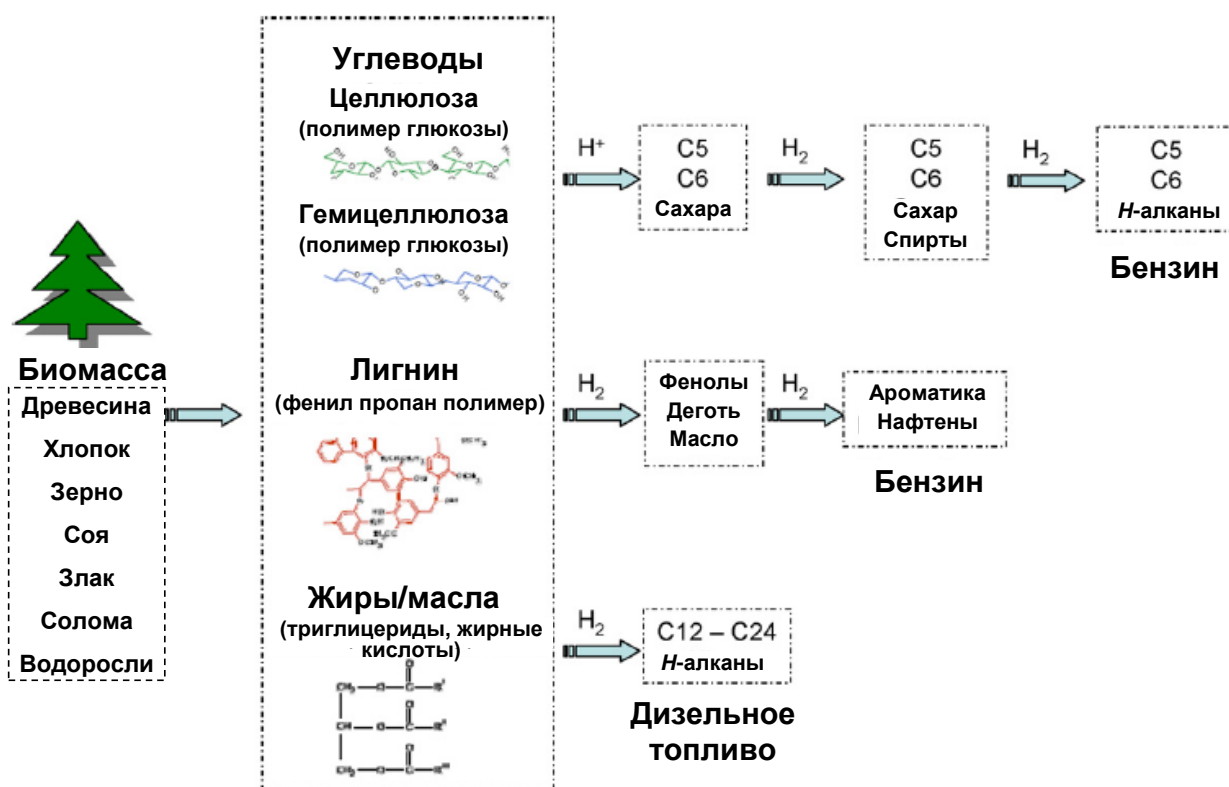 Биомасса
Древесина
Хлопок
Зерно
Соя
Злак
Солома
Водоросли
Углеводы
Целлюлоза
(полимер глюкозы)
Гемицеллюлоза
(полимер глюкозы)
Лигнин
(фенил пропан полимер)
Жиры/масла
(триглицериды, жирные
кислоты)
H⁺
C5
C6
Сахара
H₂
C5
C6
Сахар
Спирты
H₂
C5
C6
Н-алканы
Бензин
H₂
Фенолы
Деготь
Масло
H₂
Ароматика
Нафтены
Бензин
H₂
C12 – C24
Н-алканы
Дизельное
топливо